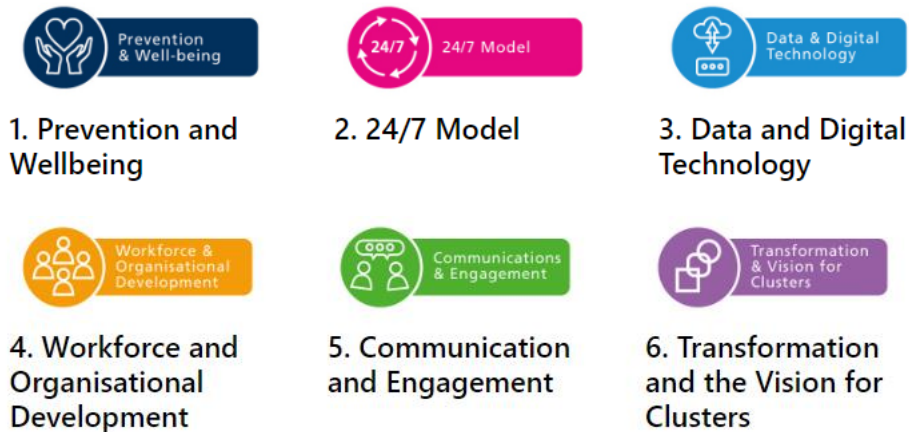 Prevention
& Well-being
24/7
24/7 Model
Data & Digital
Technology
1. Prevention and
Wellbeing
2. 24/7 Model
3. Data and Digital
Technology
Workforce &
Organisational
Development
Communications
& Engagement
Transformation
& Vision for
Clusters
4. Workforce and
Organisational
Development
5. Communication
and Engagement
6. Transformation
and the Vision for
Clusters